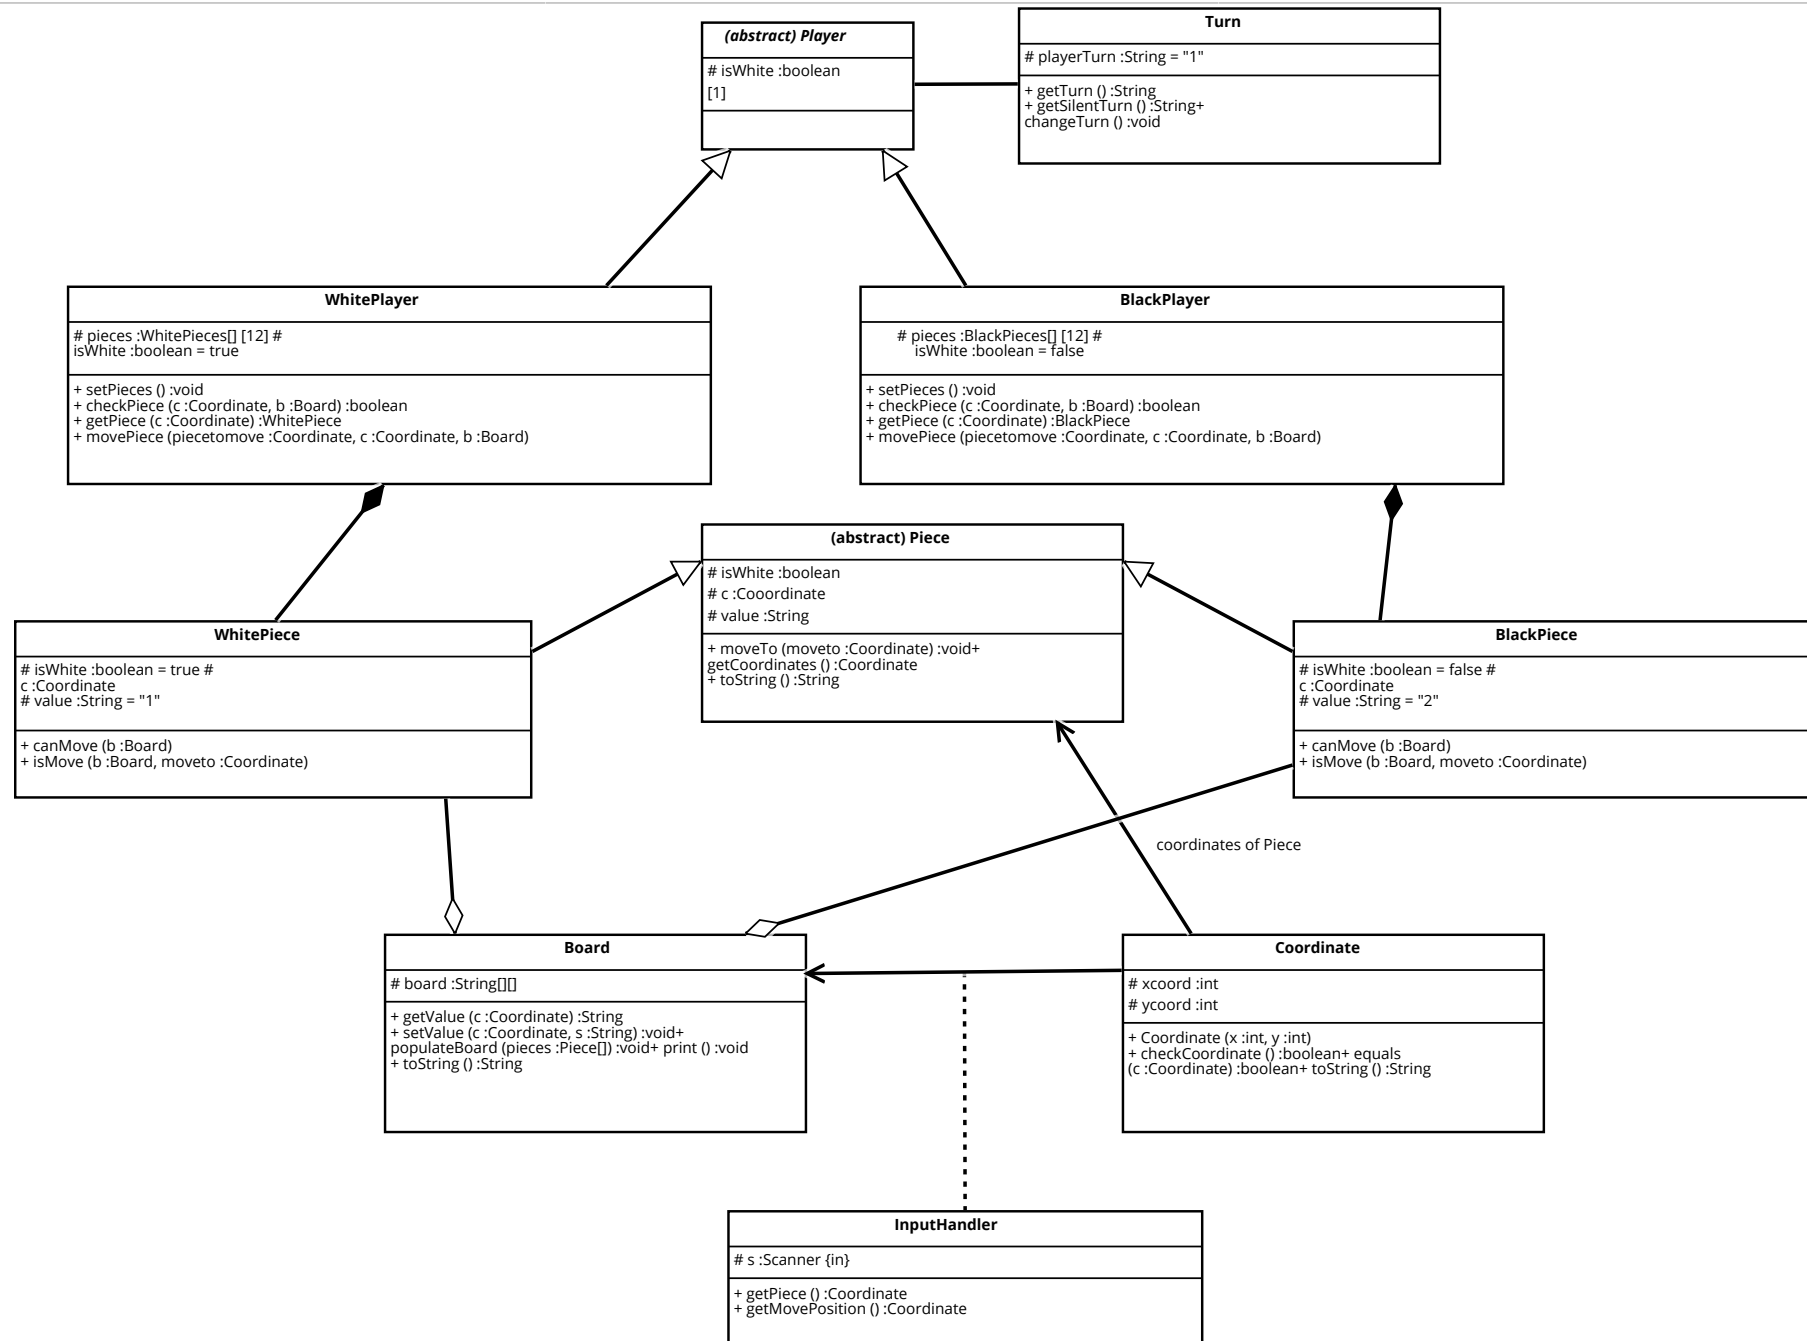 (abstract) Player
# isWhite :boolean
[1]
Turn
# playerTurn :String = "1"
+ getTurn () :String
+ getSilentTurn () :String+
changeTurn () :void
WhitePlayer
# pieces :WhitePieces[] [12] #
isWhite :boolean = true
+ setPieces () :void
+ checkPiece (c :Coordinate, b :Board) :boolean
+ getPiece (c :Coordinate) :WhitePiece
+ movePiece (piecetomove :Coordinate, c :Coordinate, b :Board)
BlackPlayer
# pieces :BlackPieces[] [12] #
isWhite :boolean = false
+ setPieces () :void
+ checkPiece (c :Coordinate, b :Board) :boolean
+ getPiece (c :Coordinate) :BlackPiece
+ movePiece (piecetomove :Coordinate, c :Coordinate, b :Board)
(abstract) Piece
# isWhite :boolean
# c :Cooordinate
# value :String
+ moveTo (moveto :Coordinate) :void+
getCoordinates () :Coordinate
+ toString () :String
WhitePiece
# isWhite :boolean = true #
c :Coordinate
# value :String = "1"
+ canMove (b :Board)
+ isMove (b :Board, moveto :Coordinate)
BlackPiece
# isWhite :boolean = false #
c :Coordinate
# value :String = "2"
+ canMove (b :Board)
+ isMove (b :Board, moveto :Coordinate)
coordinates of Piece
Board
# board :String[][]
+ getValue (c :Coordinate) :String
+ setValue (c :Coordinate, s :String) :void+
populateBoard (pieces :Piece[]) :void+ print () :void
+ toString () :String
Coordinate
# xcoord :int
# ycoord :int
+ Coordinate (x :int, y :int)
+ checkCoordinate () :boolean+ equals
(c :Coordinate) :boolean+ toString () :String
InputHandler
# s :Scanner {in}
+ getPiece () :Coordinate
+ getMovePosition () :Coordinate